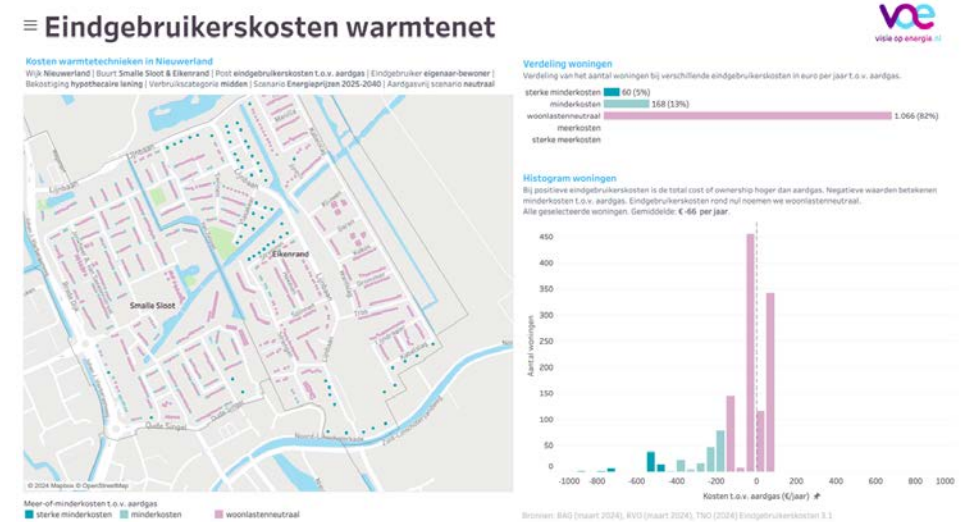 Eindgebruikerskosten warmtenet
voe
visie op energie.nl
Kosten warmtetechnieken in Nieuwerland
Wijk Nieuwerland | Buurt Smalle Sloot & Eikenrand | Post eindgebruikerskosten t.o.v. aardgas | Eindgebruiker eigenaar-bewoner |
Bekostiging hypothecaire lening | Verbruikscategorie midden | Scenario Energieprijzen 2025-2040 | Aardgasvrij scenario neutraal
Lijnbaan
Lijnbaan
Lijnbaan
Eikenrand
Smalle Sloot
Oude Singel
Oude Singel
© 2024 Mapbox © OpenStreetMap
Meer-of-minderkosten t.o.v. aardgas
sterke minderkosten
minderkosten
woonlastenneutraal
Verdeling woningen
Verdeling van het aantal woningen bij verschillende eindgebruikerskosten in euro per jaar t.o.v. aardgas.
sterke minderkosten 60 (5%)
minderkosten 168 (13%)
woonlastenneutraal 1.066 (82%)
meerkosten
sterke meerkosten
Histogram woningen
Bij positieve eindgebruikerskosten is de total cost of ownership hoger dan aardgas. Negatieve waarden betekenen
minderkosten t.o.v. aardgas. Eindgebruikerskosten rond nul noemen we woonlastenneutraal.
Alle geselecteerde woningen. Gemiddelde: € -66 per jaar.
Aantal woningen
450
400
350
300
250
200
150
100
50
0
-1000 -800 -600 -400 -200 0 200 400 600 800 1000
Kosten t.o.v. aardgas (€/jaar)
Bronnen: BAG (maart 2024), KVO (maart 2024), TNO (2024) Eindgebruikerskosten 3.1